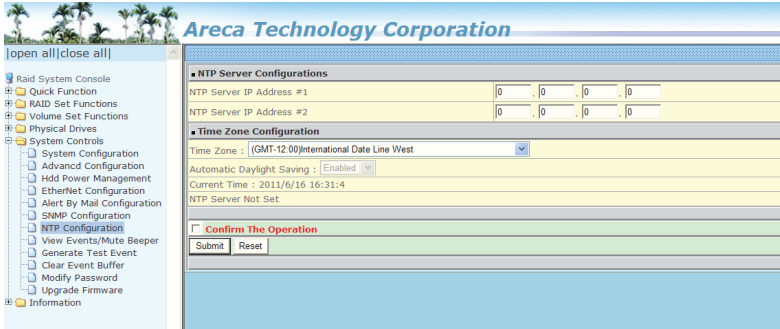 Areca Technology Corporation
|open all|close all|
Raid System Console
Quick Function
RAID Set Functions
Volume Set Functions
Physical Drives
System Controls
System Configuration
Advancd Configuration
Hdd Power Management
EtherNet Configuration
Alert By Mail Configuration
SNMP Configuration
NTP Configuration
View Events/Mute Beeper
Generate Test Event
Clear Event Buffer
Modify Password
Upgrade Firmware
Information
NTP Server Configurations
NTP Server IP Address #1 0 . 0 . 0 . 0
NTP Server IP Address #2 0 . 0 . 0 . 0
Time Zone Configuration
Time Zone : (GMT-12:00)International Date Line West
Automatic Daylight Saving : Enabled
Current Time : 2011/6/16 16:31:4
NTP Server Not Set
Confirm The Operation
Submit Reset